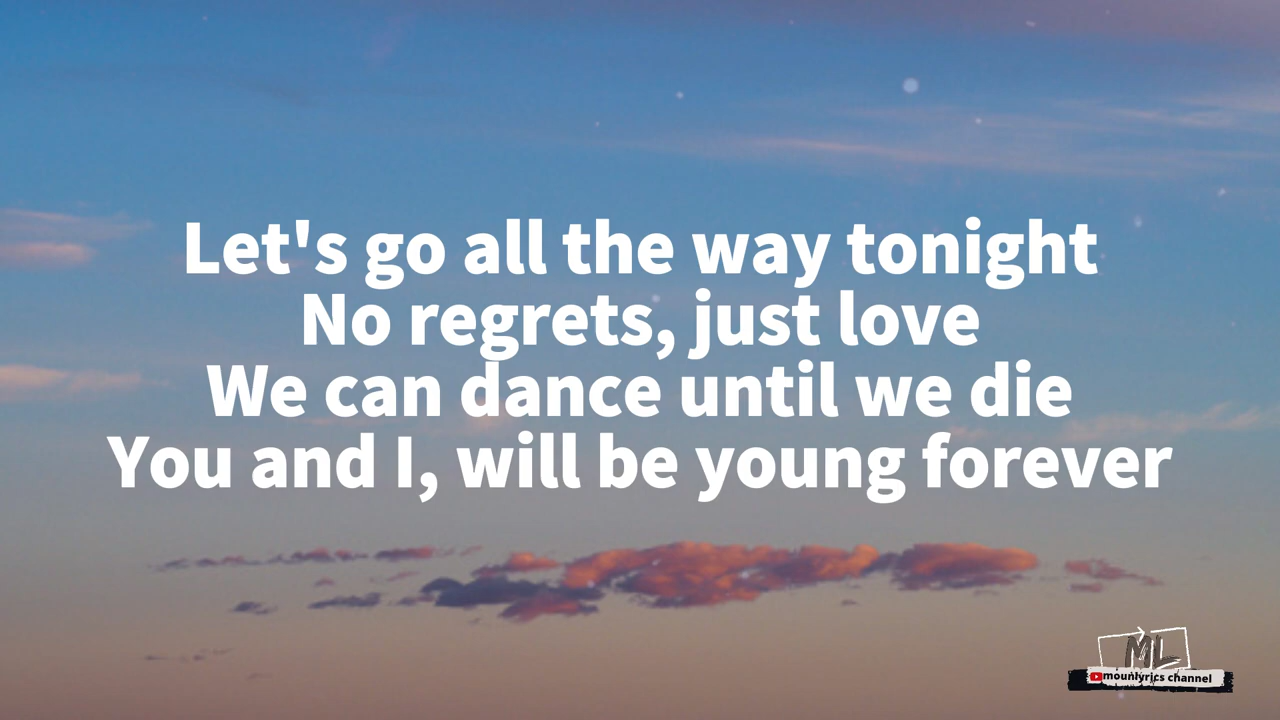 Let's go all the way tonight
No regrets, just love
We can dance until we die
You and I, will be young forever
ML
mounlyrics channel